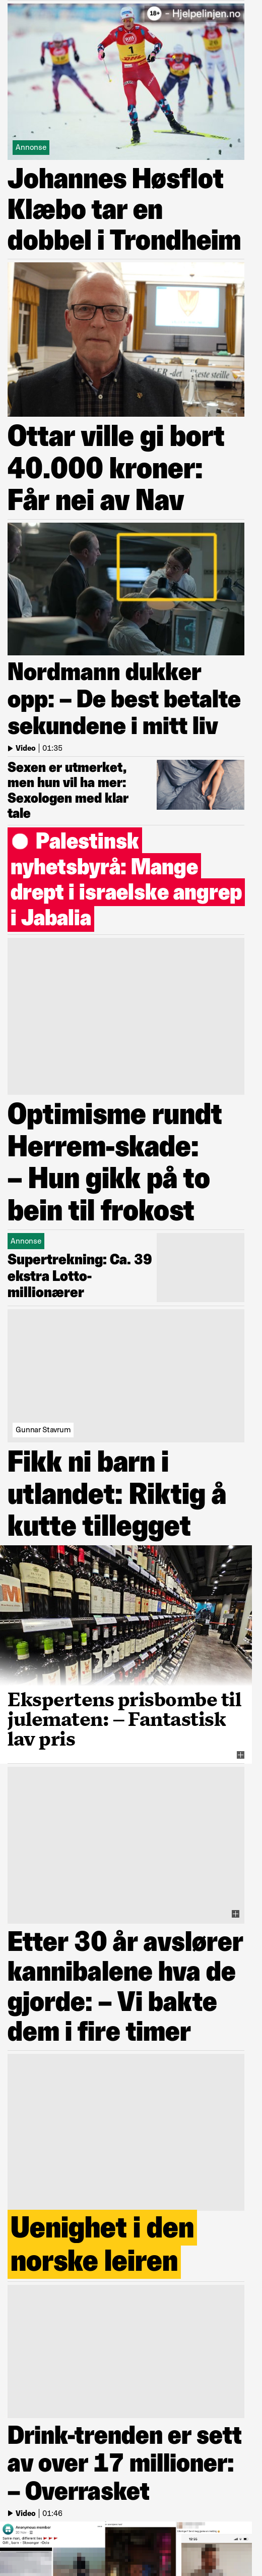 18+ - Hjelpelinjen.no
1
Annonse
Johannes Høsflot
Klæbo tar en
dobbel i Trondheim
Ottar ville gi bort
40.000 kroner:
Får nei av Nav
Nordmann dukker
opp: – De best betalte
sekundene i mitt liv
Video | 01:35
Sexen er utmerket,
men hun vil ha mer:
Sexologen med klar
tale
Palestinsk
nyhetsbyrå: Mange
drept i israelske angrep
i Jabalia
Optimisme rundt
Herrem-skade:
– Hun gikk på to
bein til frokost
Annonse
Supertrekning: Ca. 39
ekstra Lotto-
millionærer
Gunnar Stavrum
Fikk ni barn i
utlandet: Riktig å
kutte tillegget
Ekspertens prisbombe til
julematen: – Fantastisk
lav pris
Etter 30 år avslører
kannibalene hva de
gjorde: – Vi bakte
dem i fire timer
Uenighet i den
norske leiren
Drink-trenden er sett
av over 17 millioner:
– Overrasket
Video | 01:46
Anonymous member